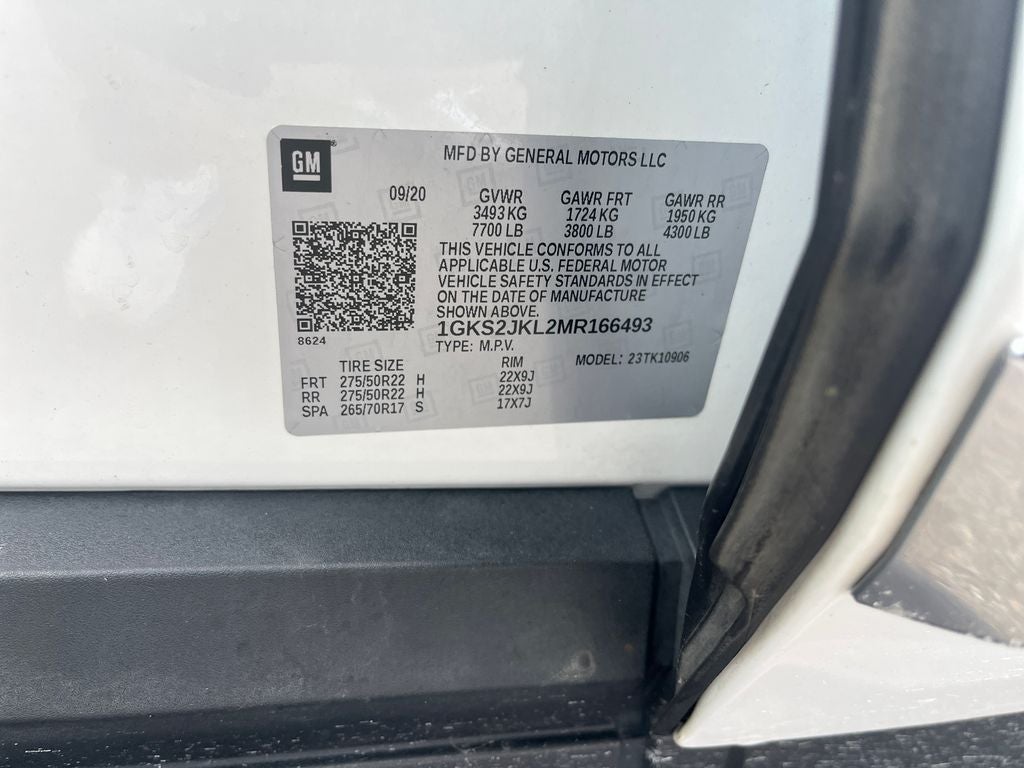 GM
MFD BY GENERAL MOTORS LLC
09/20 GVWR GAWR FRT GAWR RR
3493 KG 1724 KG 1950 KG
7700 LB 3800 LB 4300 LB
THIS VEHICLE CONFORMS TO ALL
APPLICABLE U.S. FEDERAL MOTOR
VEHICLE SAFETY STANDARDS IN EFFECT
ON THE DATE OF MANUFACTURE
SHOWN ABOVE.
1GKS2JKL2MR166493
8624
TYPE: M.P.V. MODEL: 23TK10906
TIRE SIZE RIM
FRT 275/50R22 H 22X9J
RR 275/50R22 H 22X9J
SPA 265/70R17 S 17X7J